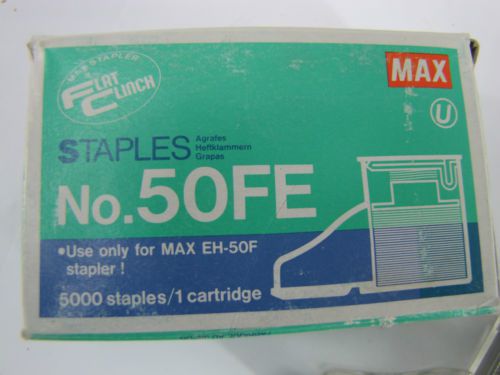 MAX STAPLER
FLAT
CLINCH
MAX
U
STAPLES
Agrafes
Heftklammern
Grapas
No.50FE
•Use only for MAX EH-50F
stapler !
5000 staples/1 cartridge